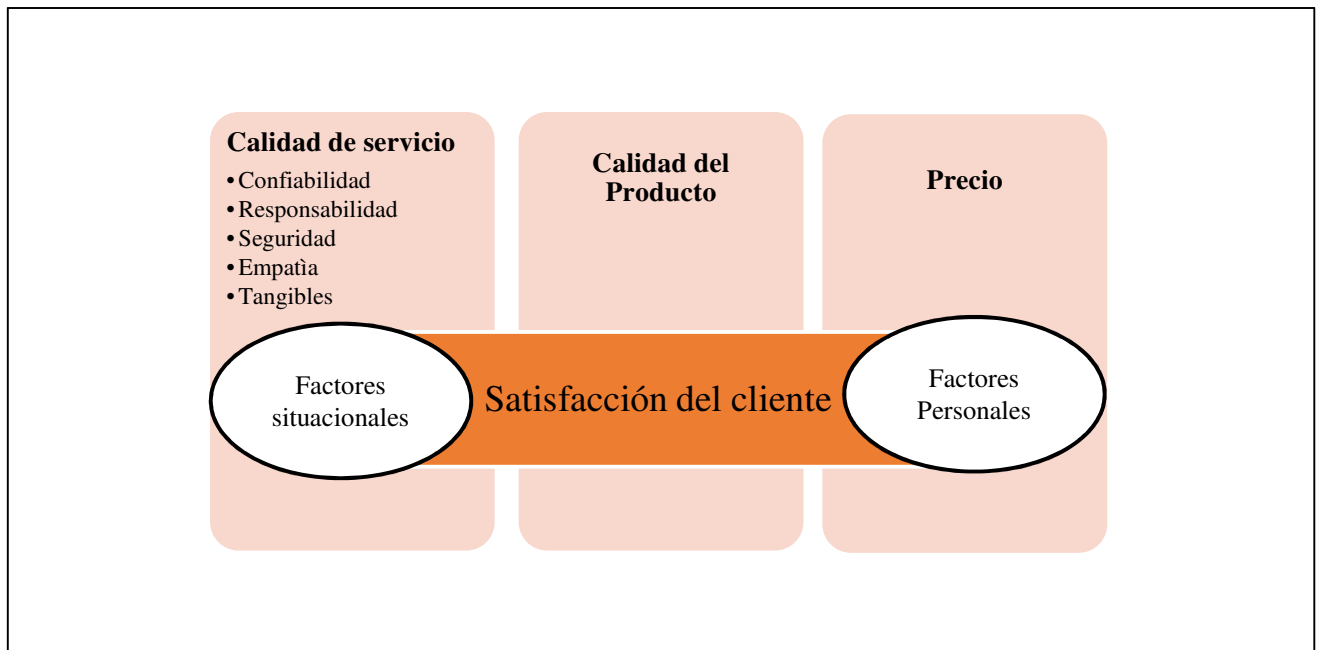 Calidad de servicio
• Confiabilidad
• Responsabilidad
• Seguridad
• Empatìa
• Tangibles
Calidad del
Producto
Precio
Factores
situacionales
Satisfacción del cliente
Factores
Personales